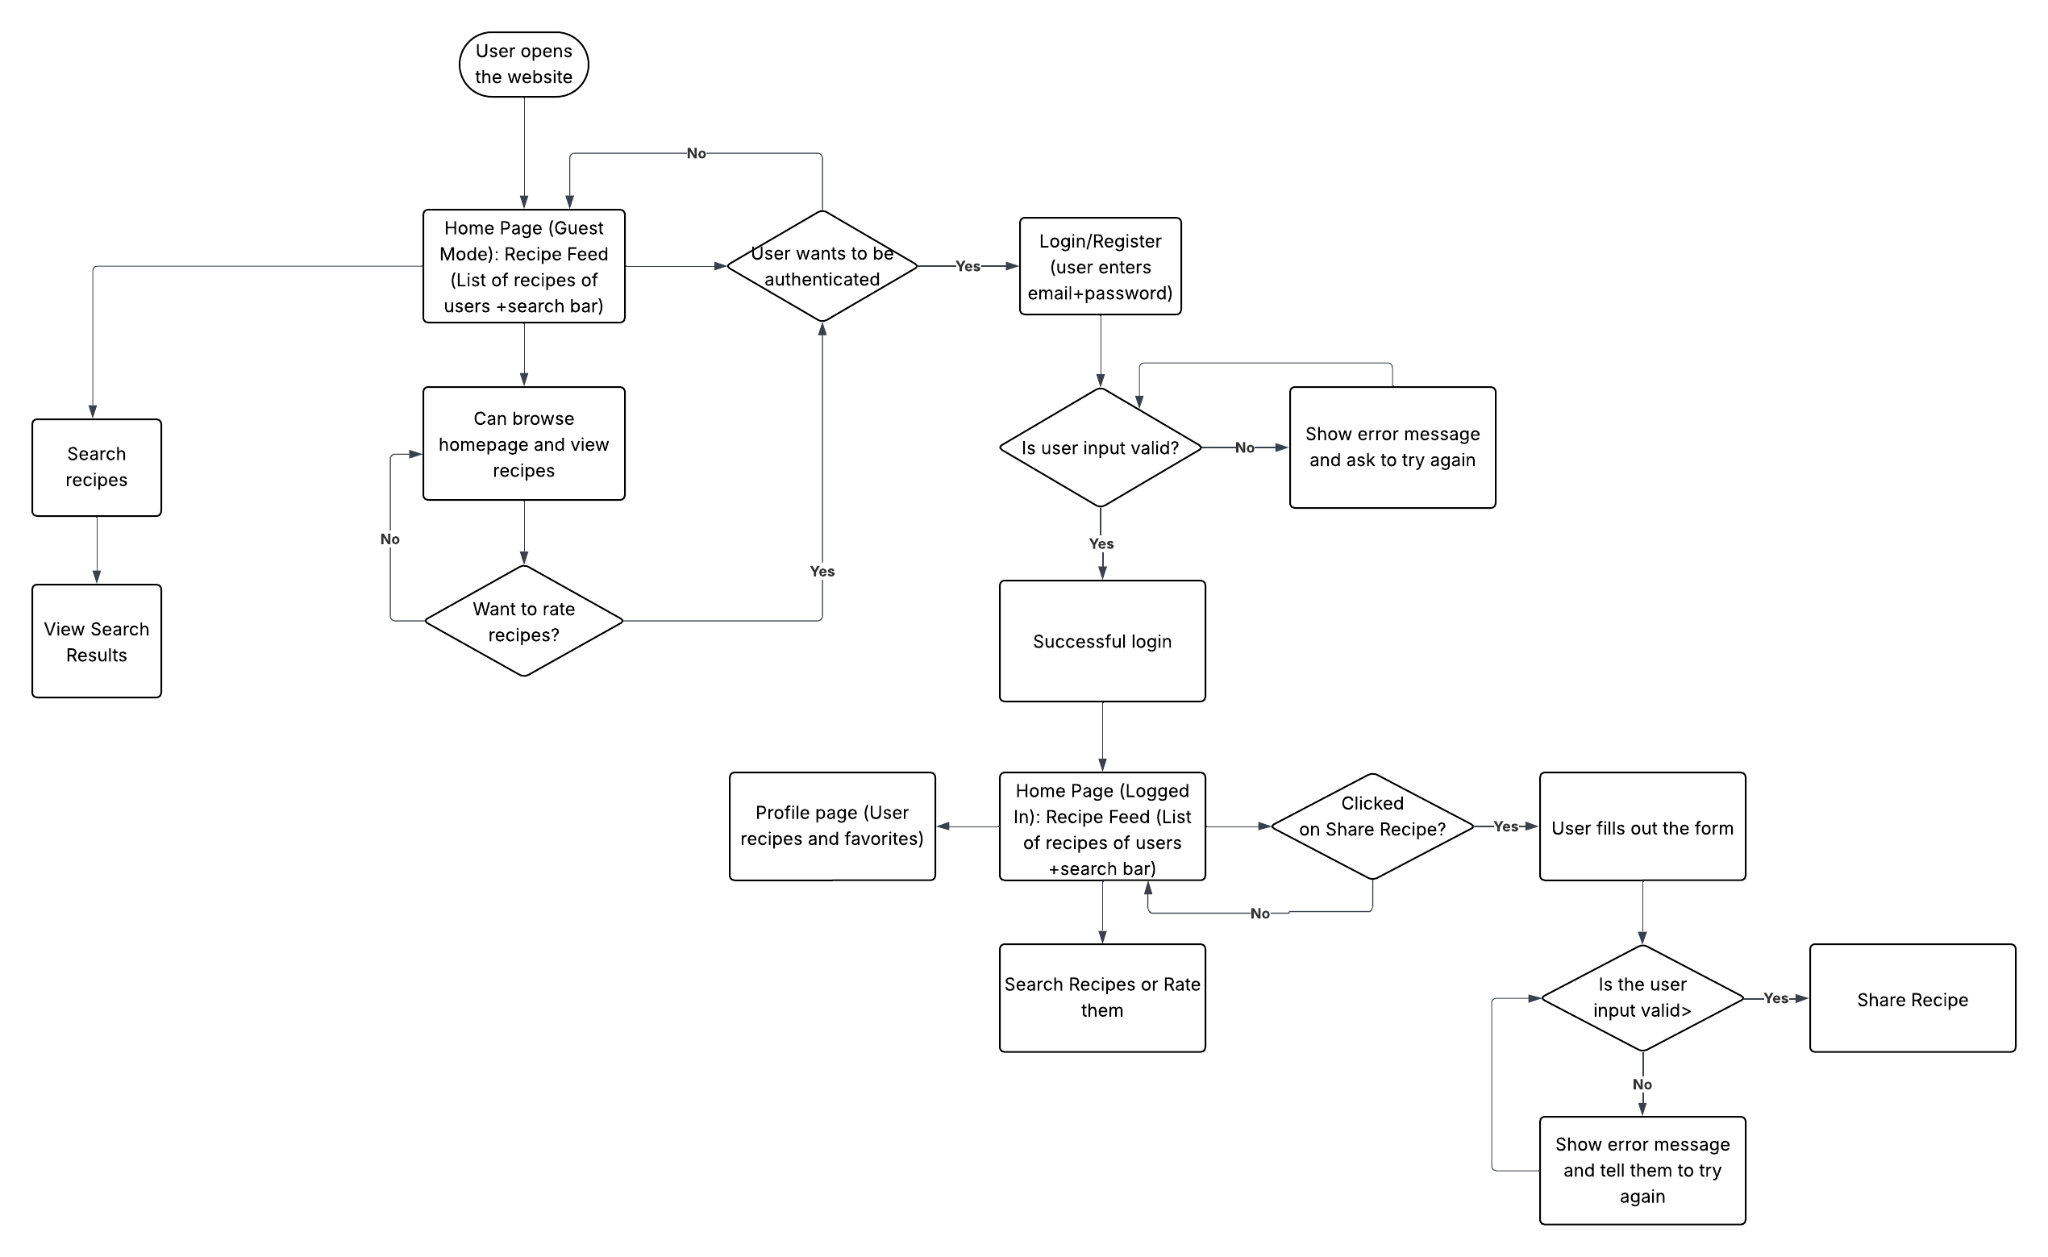 User opens
the website
No
Home Page (Guest
Mode): Recipe Feed
(List of recipes of
users +search bar)
User wants to be
authenticated
Yes
Login/Register
(user enters
email+password)
Search
recipes
Can browse
homepage and view
recipes
Is user input valid?
No
Show error message
and ask to try again
No
Yes
Yes
View Search
Results
Want to rate
recipes?
Successful login
Profile page (User
recipes and favorites)
Home Page (Logged
In): Recipe Feed (List
of recipes of users
+search bar)
Clicked
on Share Recipe?
Yes
User fills out the form
No
Search Recipes or Rate
them
Is the user
input valid>
Yes
Share Recipe
No
Show error message
and tell them to try
again